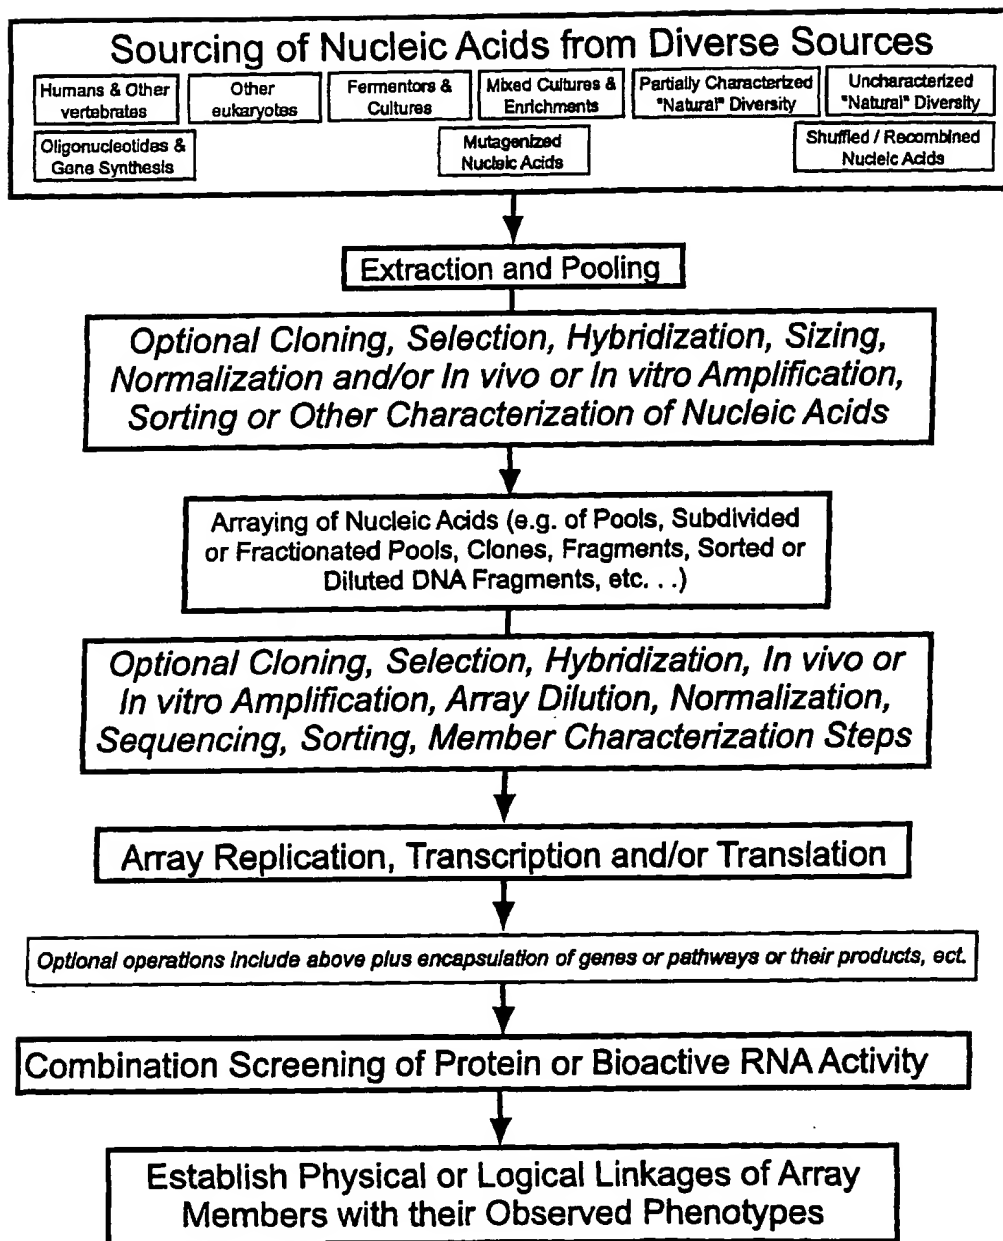 Sourcing of Nucleic Acids from Diverse Sources
Humans & Other
vertebrates
Other
eukaryotes
Fermentors &
Cultures
Mixed Cultures &
Enrichments
Partially Characterized
"Natural" Diversity
Uncharacterized
"Natural" Diversity
Oligonucleotides &
Gene Synthesis
Mutagenized
Nucleic Acids
Shuffled / Recombined
Nucleic Acids
Extraction and Pooling
Optional Cloning, Selection, Hybridization, Sizing,
Normalization and/or In vivo or In vitro Amplification,
Sorting or Other Characterization of Nucleic Acids
Arraying of Nucleic Acids (e.g. of Pools, Subdivided
or Fractionated Pools, Clones, Fragments, Sorted or
Diluted DNA Fragments, etc. . .)
Optional Cloning, Selection, Hybridization, In vivo or
In vitro Amplification, Array Dilution, Normalization,
Sequencing, Sorting, Member Characterization Steps
Array Replication, Transcription and/or Translation
Optional operations include above plus encapsulation of genes or pathways or their products, ect.
Combination Screening of Protein or Bioactive RNA Activity
Establish Physical or Logical Linkages of Array
Members with their Observed Phenotypes